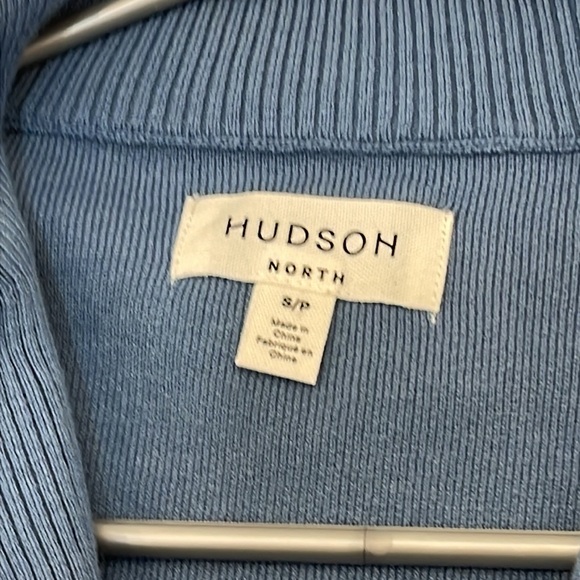 HUDSON
NORTH
S/P
Made in
China
Fabriqué en
Chine